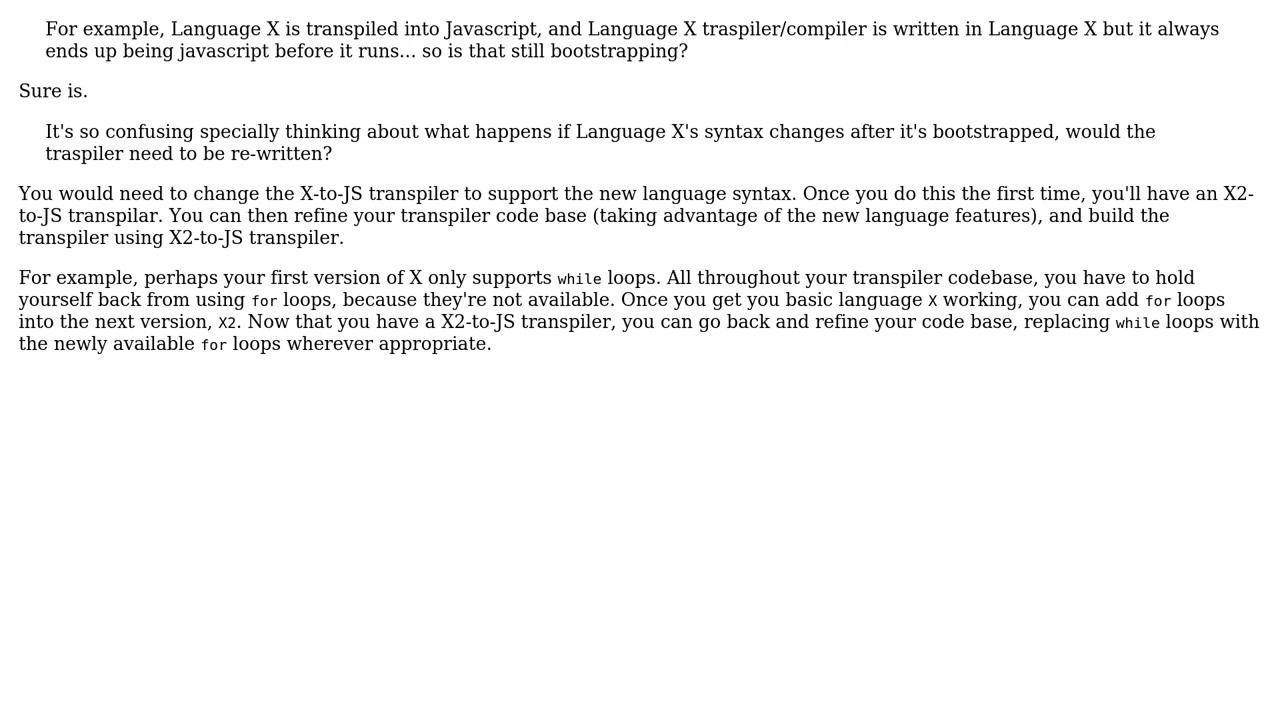 For example, Language X is transpiled into Javascript, and Language X traspiler/compiler is written in Language X but it always
ends up being javascript before it runs... so is that still bootstrapping?
Sure is.
It's so confusing specially thinking about what happens if Language X's syntax changes after it's bootstrapped, would the
traspiler need to be re-written?
You would need to change the X-to-JS transpiler to support the new language syntax. Once you do this the first time, you'll have an X2-
to-JS transpilar. You can then refine your transpiler code base (taking advantage of the new language features), and build the
transpiler using X2-to-JS transpiler.
For example, perhaps your first version of X only supports while loops. All throughout your transpiler codebase, you have to hold
yourself back from using for loops, because they're not available. Once you get you basic language X working, you can add for loops
into the next version, X2. Now that you have a X2-to-JS transpiler, you can go back and refine your code base, replacing while loops with
the newly available for loops wherever appropriate.